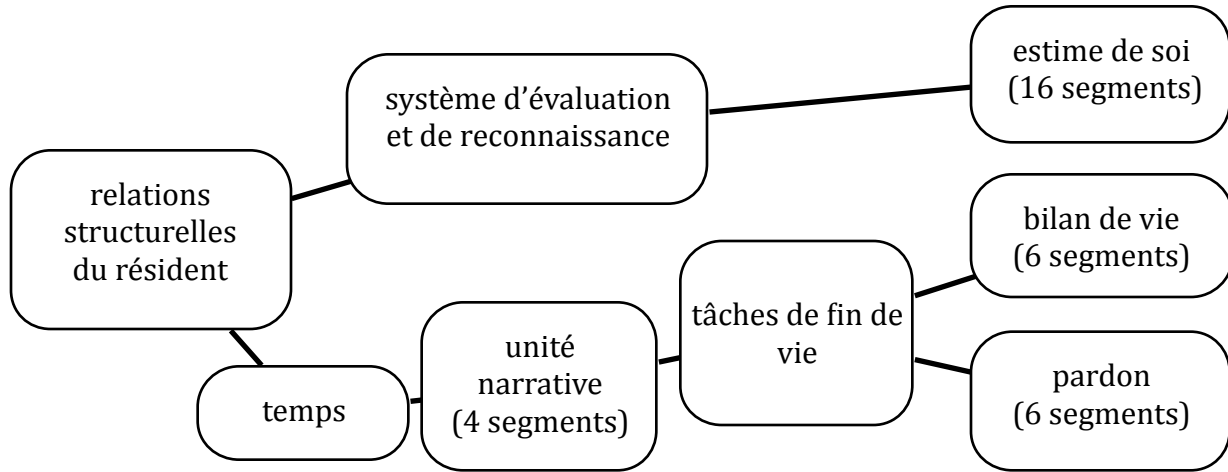 relations
structurelles
du résident
système d’évaluation
et de reconnaissance
estime de soi
(16 segments)
temps
unité
narrative
(4 segments)
tâches de fin de
vie
bilan de vie
(6 segments)
pardon
(6 segments)